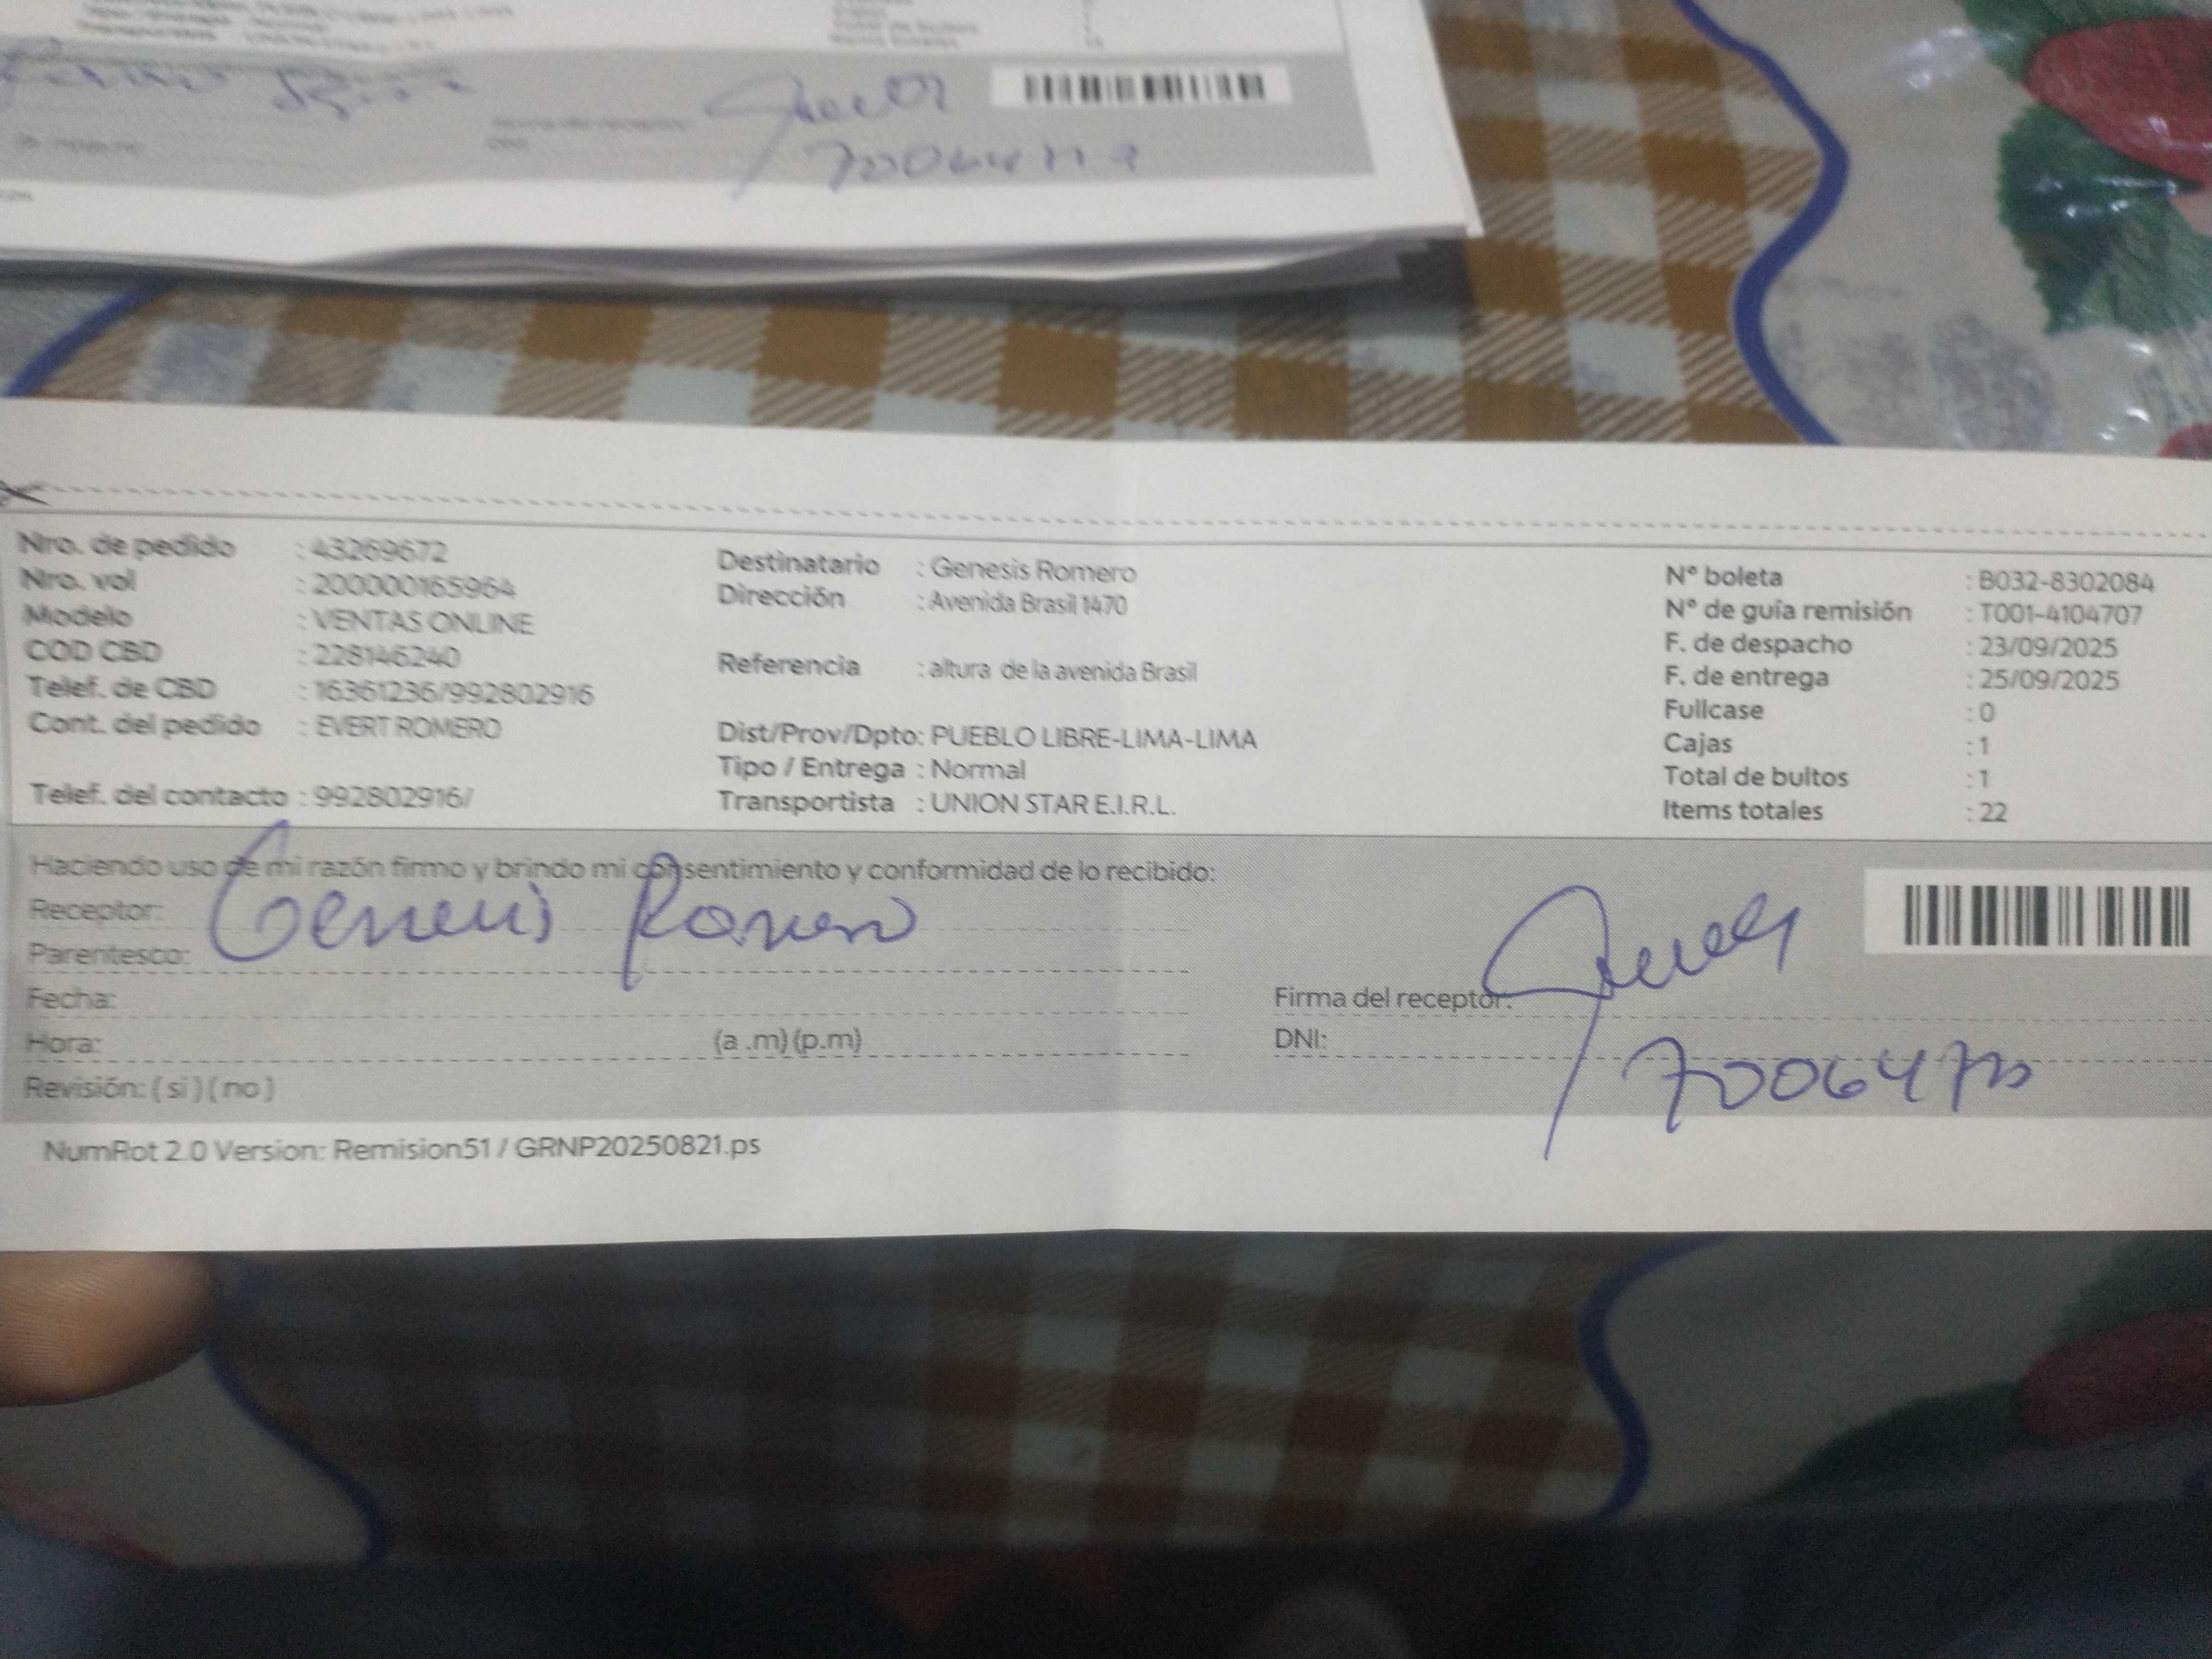 Nro. de pedido : 43269672
Nro. vol : 200000165964
Modelo : VENTAS ONLINE
COD CBD : 228146240
Telef. de CBD : 16361236/992802916
Cont. del pedido : EVERT ROMERO
Telef. del contacto : 992802916/
Destinatario : Genesis Romero
Dirección : Avenida Brasil 1470
Referencia : altura de la avenida Brasil
Dist/Prov/Dpto: PUEBLO LIBRE-LIMA-LIMA
Tipo / Entrega : Normal
Transportista : UNION STAR E.I.R.L.
N° boleta : B032-8302084
N° de guía remisión : T001-4104707
F. de despacho : 23/09/2025
F. de entrega : 25/09/2025
Fullcase : 0
Cajas : 1
Total de bultos : 1
Items totales : 22
Haciendo uso de mi razón firmo y brindo mi consentimiento y conformidad de lo recibido:
Receptor: Genesis Romero
Parentesco:
Fecha:
Hora: (a .m) (p.m)
Revisión: ( si ) ( no )
Firma del receptor:
DNI:
NumRot 2.0 Version: Remision51 / GRNP20250821.ps